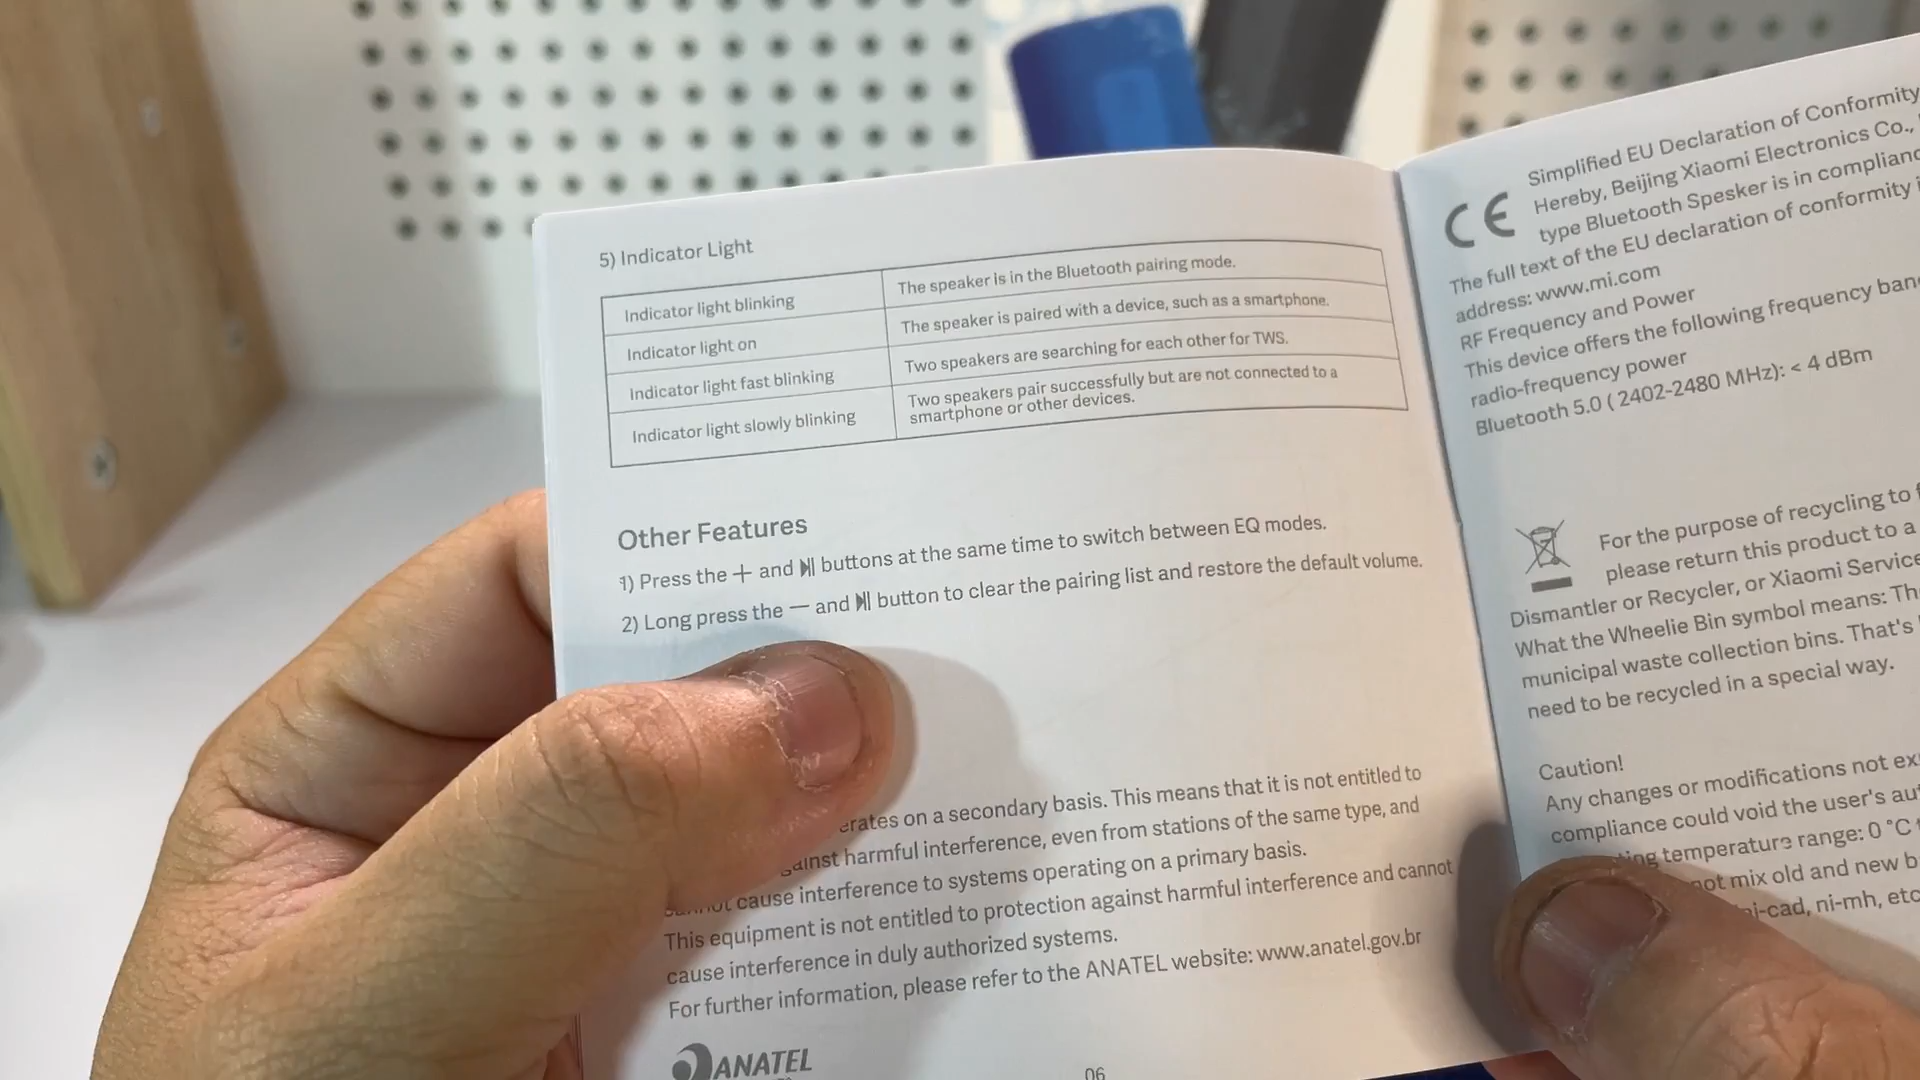 5) Indicator Light
Indicator light blinking
The speaker is in the Bluetooth pairing mode.
Indicator light on
The speaker is paired with a device, such as a smartphone.
Indicator light fast blinking
Two speakers are searching for each other for TWS.
Indicator light slowly blinking
Two speakers pair successfully but are not connected to a
smartphone or other devices.
Other Features
1) Press the + and ⏯ buttons at the same time to switch between EQ modes.
2) Long press the — and ⏯ button to clear the pairing list and restore the default volume.
on a secondary basis. This means that it is not entitled to
harmful interference, even from stations of the same type, and
cause interference to systems operating on a primary basis.
This equipment is not entitled to protection against harmful interference and cannot
cause interference in duly authorized systems.
For further information, please refer to the ANATEL website: www.anatel.gov.br
ANATEL
06
CE
Simplified EU Declaration of Conformity
Hereby, Beijing Xiaomi Electronics Co.,
type Bluetooth Spesker is in
The full text of the EU declaration of conformity
address: www.mi.com
RF Frequency and Power
This device offers the following frequency
radio-frequency power
Bluetooth 5.0 ( 2402-2480 MHz): < 4 dBm
For the purpose of recycling to
please return this product to a
Dismantler or Recycler, or Xiaomi Service
What the Wheelie Bin symbol means:
municipal waste collection bins. That's
need to be recycled in a special way.
Caution!
Any changes or modifications not
compliance could void the user's
temperature range: 0 °C
not mix old and new
ni-mh,